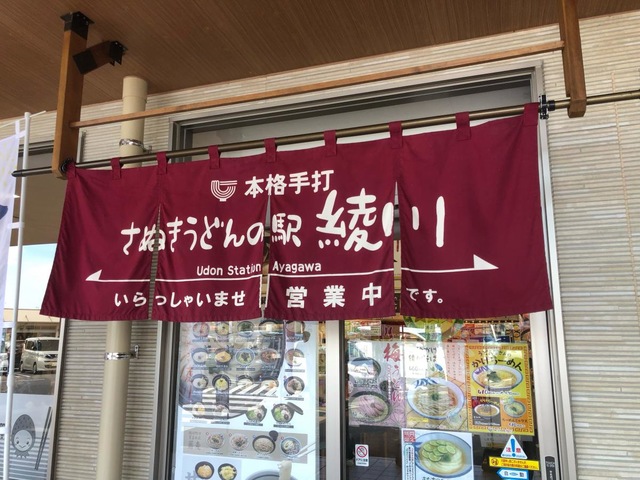 本格手打
さぬきうどんの駅 綾川
Udon Station Ayagawa
いらっしゃいませ 営業中です。